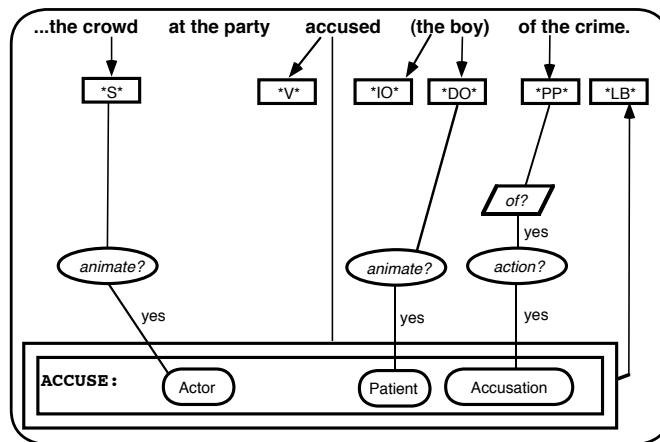 ...the crowd at the party accused (the boy) of the crime.
*S* *V* *IO* *DO* *PP* *LB*
of?
yes
animate? animate? action?
yes yes yes
ACCUSE: Actor Patient Accusation